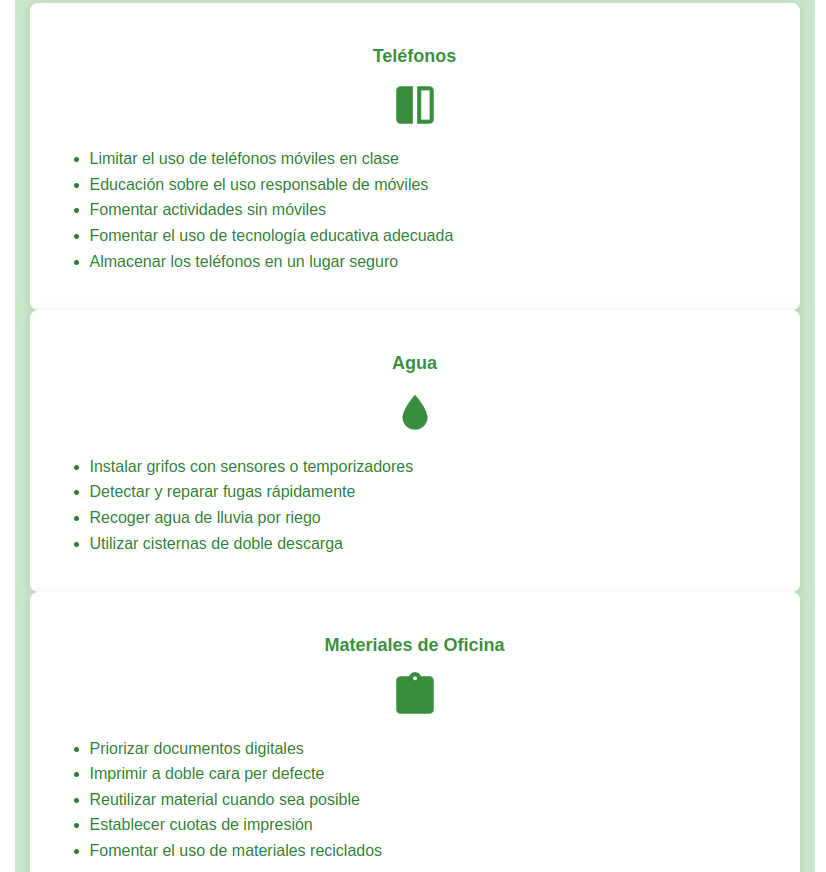 Teléfonos
Limitar el uso de teléfonos móviles en clase
Educación sobre el uso responsable de móviles
Fomentar actividades sin móviles
Fomentar el uso de tecnología educativa adecuada
Almacenar los teléfonos en un lugar seguro
Agua
Instalar grifos con sensores o temporizadores
Detectar y reparar fugas rápidamente
Recoger agua de lluvia por riego
Utilizar cisternas de doble descarga
Materiales de Oficina
Priorizar documentos digitales
Imprimir a doble cara per defecte
Reutilizar material cuando sea posible
Establecer cuotas de impresión
Fomentar el uso de materiales reciclados